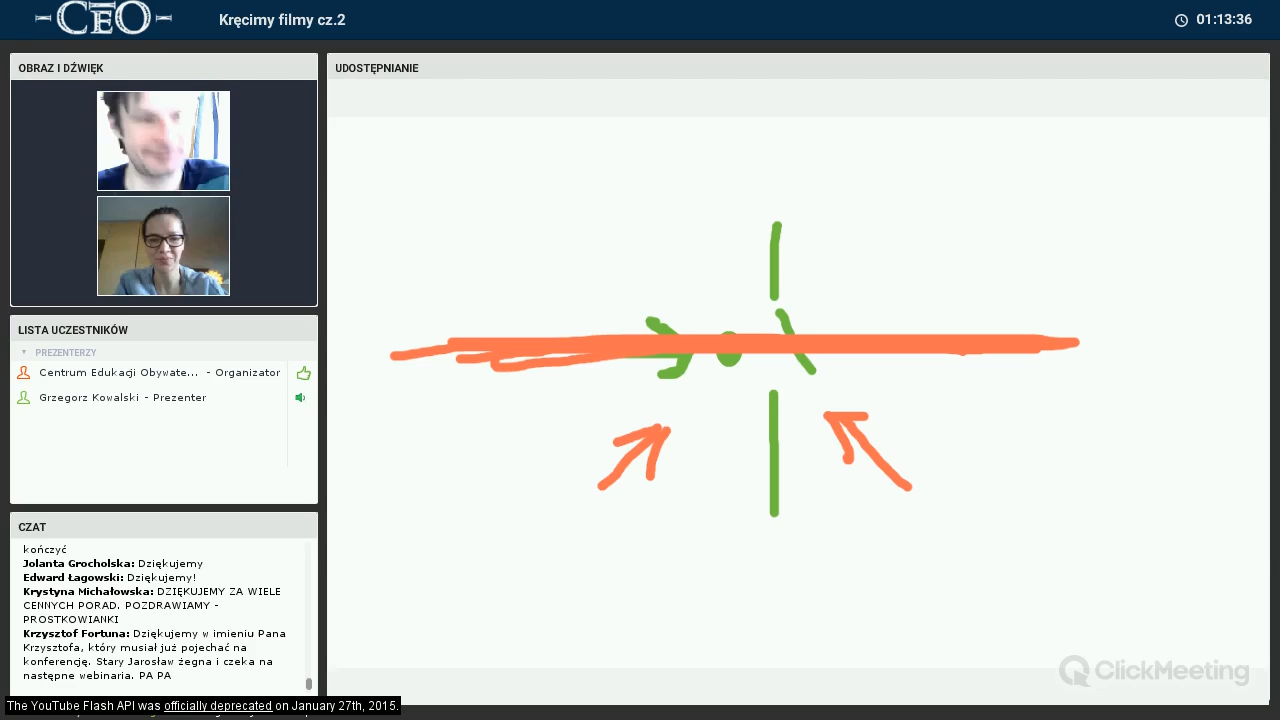 CEO
Kręcimy filmy cz.2
01:13:36
OBRAZ I DŹWIĘK
UDOSTĘPNIANIE
LISTA UCZESTNIKÓW
PREZENTERZY
Centrum Edukacji Obywate... - Organizator
Grzegorz Kowalski - Prezenter
CZAT
kończyć
Jolanta Grocholska: Dziękujemy
Edward Łagowski: Dziękujemy!
Krystyna Michałowska: DZIĘKUJEMY ZA WIELE
CENNYCH PORAD. POZDRAWIAMY -
PROSTKOWIANKI
Krzysztof Fortuna: Dziękujemy w imieniu Pana
Krzysztofa, który musiał już pojechać na
konferencję. Stary Jarosław żegna i czeka na
następne webinaria. PA PA
ClickMeeting
The YouTube Flash API was officially deprecated on January 27th, 2015.